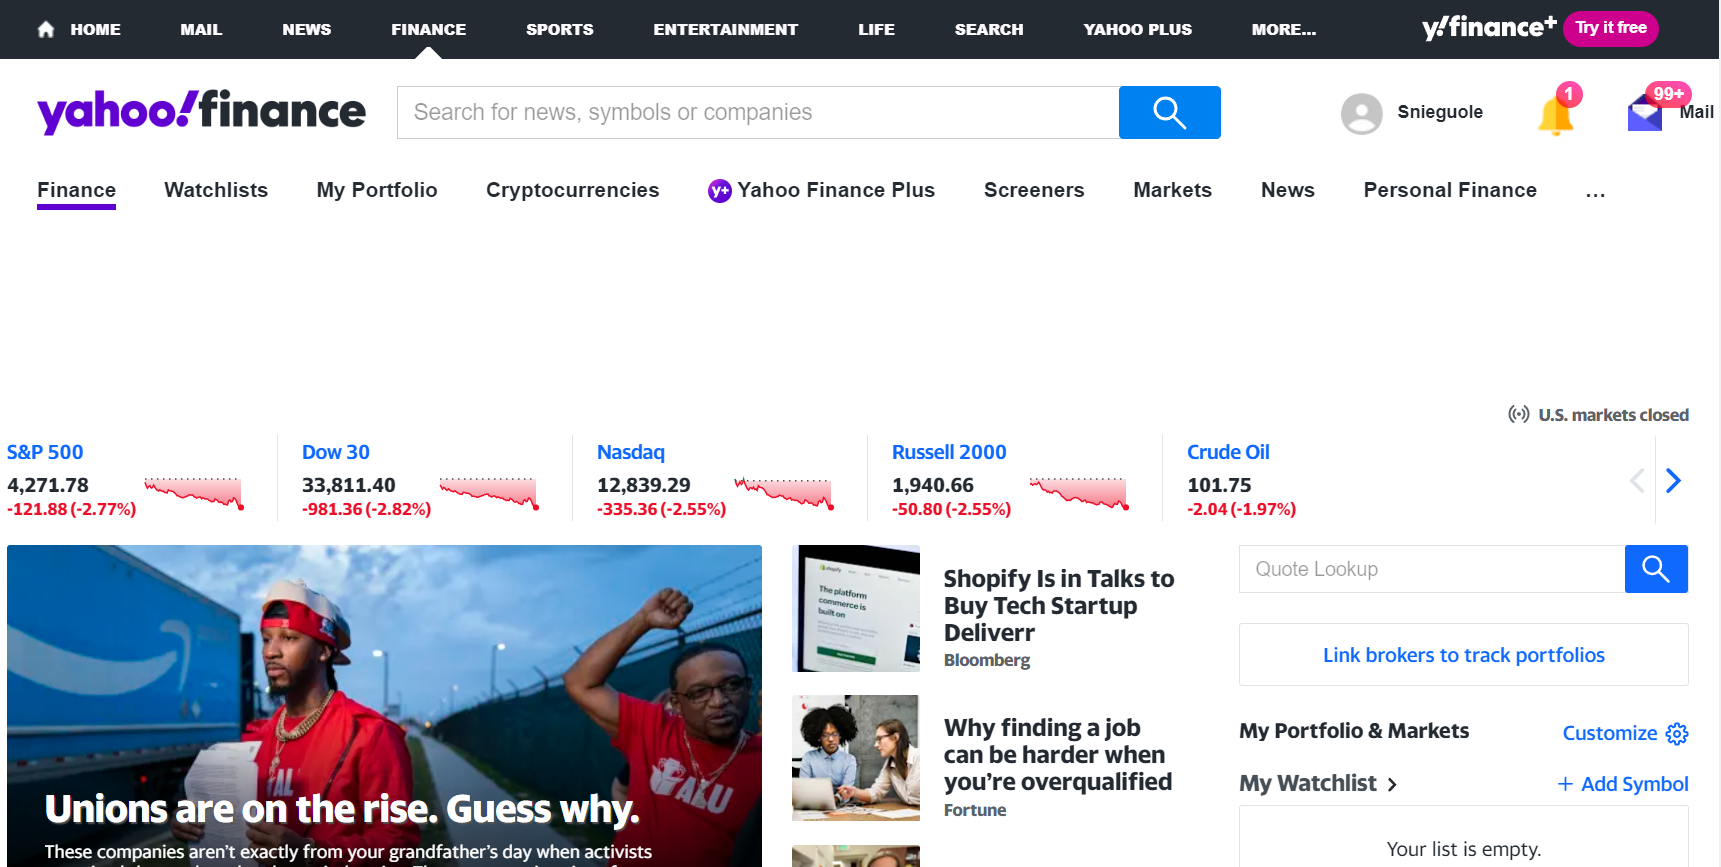 HOME MAIL NEWS FINANCE SPORTS ENTERTAINMENT LIFE SEARCH YAHOO PLUS MORE... y!finance+ Try it free
yahoo!finance Search for news, symbols or companies Snieguole 1 99+ Mail
Finance Watchlists My Portfolio Cryptocurrencies y+ Yahoo Finance Plus Screeners Markets News Personal Finance ...
U.S. markets closed
S&P 500 Dow 30 Nasdaq Russell 2000 Crude Oil
4,271.78 33,811.40 12,839.29 1,940.66 101.75
-121.88 (-2.77%) -981.36 (-2.82%) -335.36 (-2.55%) -50.80 (-2.55%) -2.04 (-1.97%)
Unions are on the rise. Guess why.
These companies aren't exactly from your grandfather's day when activists
shopify
The platform
commerce is
built on
Shopify Is in Talks to
Buy Tech Startup
Deliverr
Bloomberg
Why finding a job
can be harder when
you're overqualified
Fortune
Quote Lookup
Link brokers to track portfolios
My Portfolio & Markets Customize
My Watchlist + Add Symbol
Your list is empty.